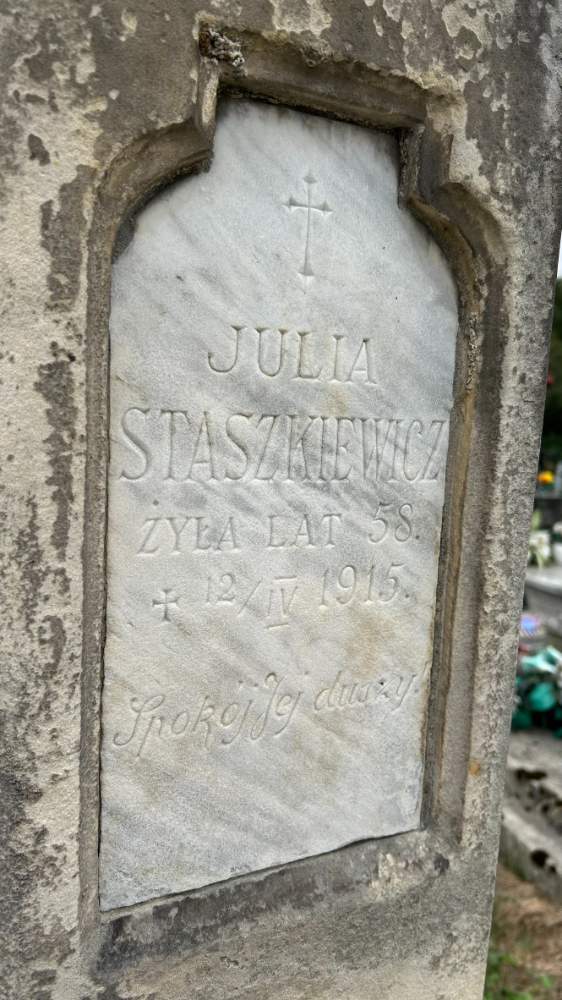 JULIA
STASZKIEWICZ
ŻYŁA LAT 58.
+ 12/IV 1915.
Spokój Jej duszy!